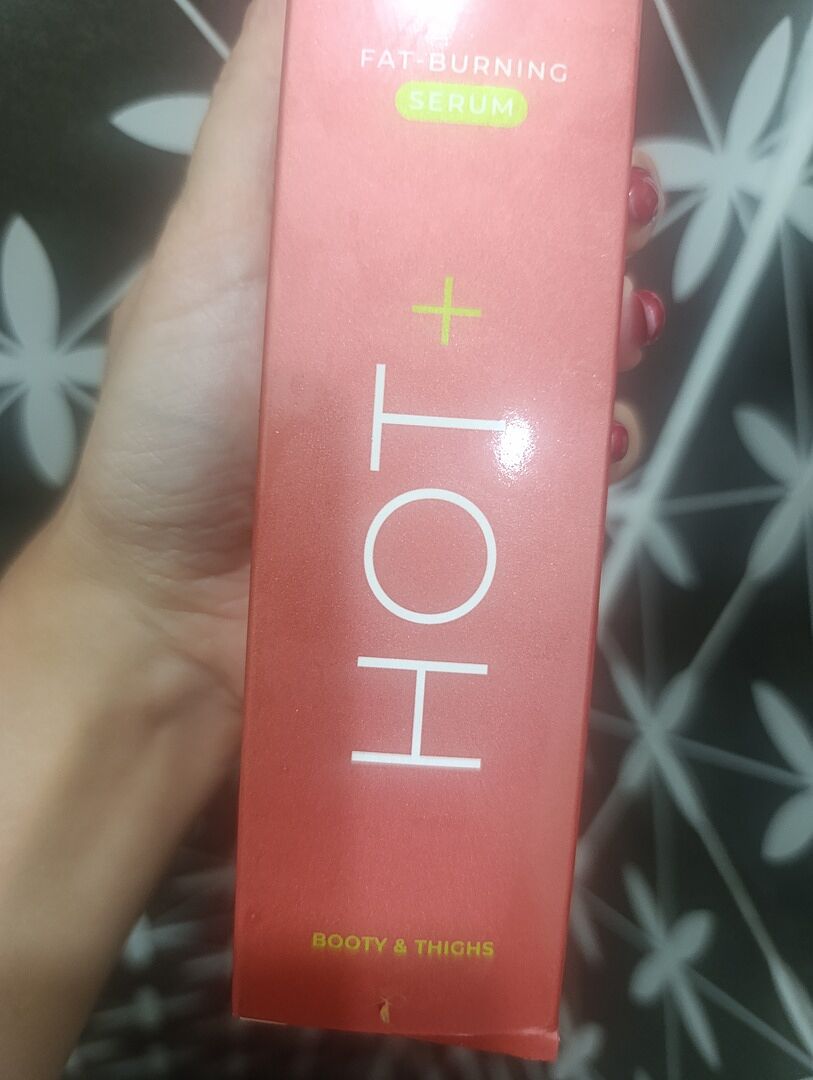 FAT-BURNING
SERUM
HOT +
BOOTY & THIGHS